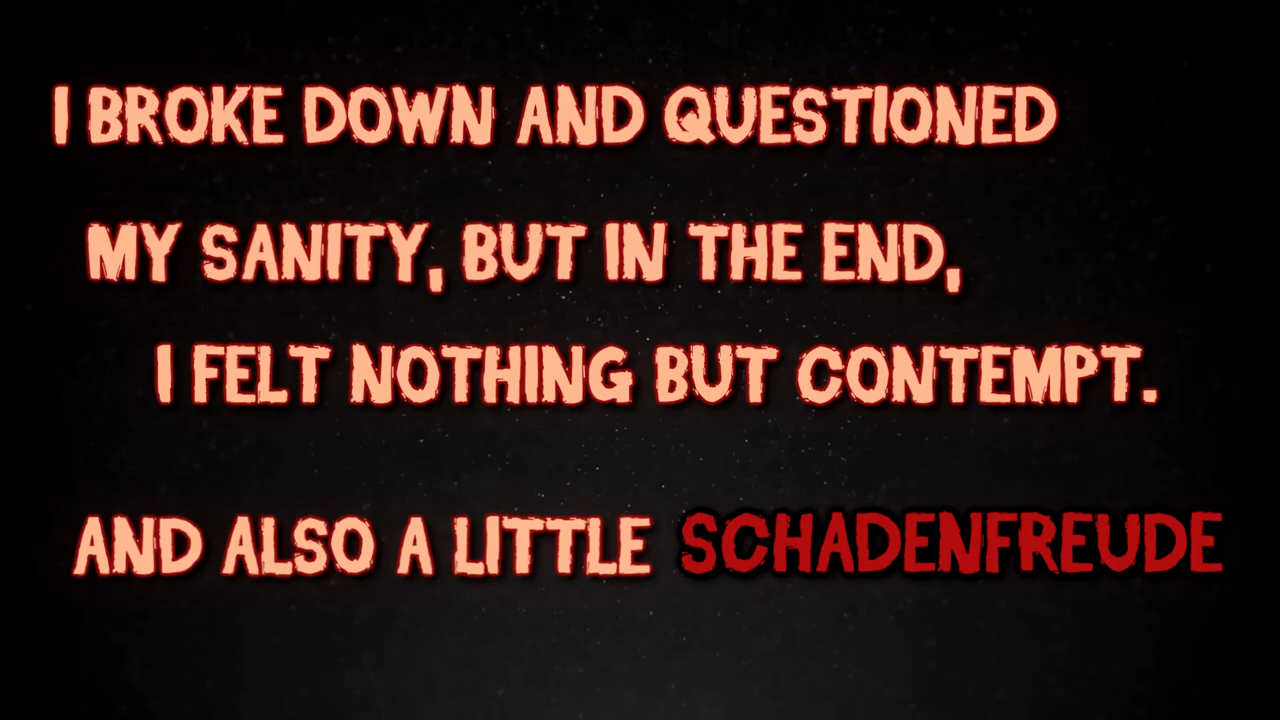 I BROKE DOWN AND QUESTIONED
MY SANITY, BUT IN THE END,
I FELT NOTHING BUT CONTEMPT.
AND ALSO A LITTLE SCHADENFREUDE